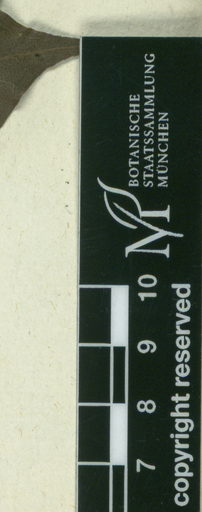 BOTANISCHE
STAATSSAMMLUNG
MÜNCHEN
M
7 8 9 10
copyright reserved